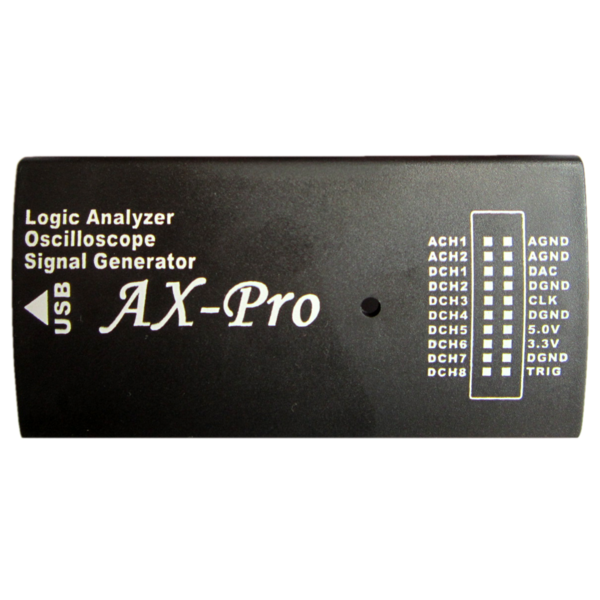 Logic Analyzer
Oscilloscope
Signal Generator
USB
AX-Pro
ACH1 AGND
ACH2 AGND
DCH1 DAC
DCH2 DGND
DCH3 CLK
DCH4 DGND
DCH5 5.0V
DCH6 3.3V
DCH7 DGND
DCH8 TRIG